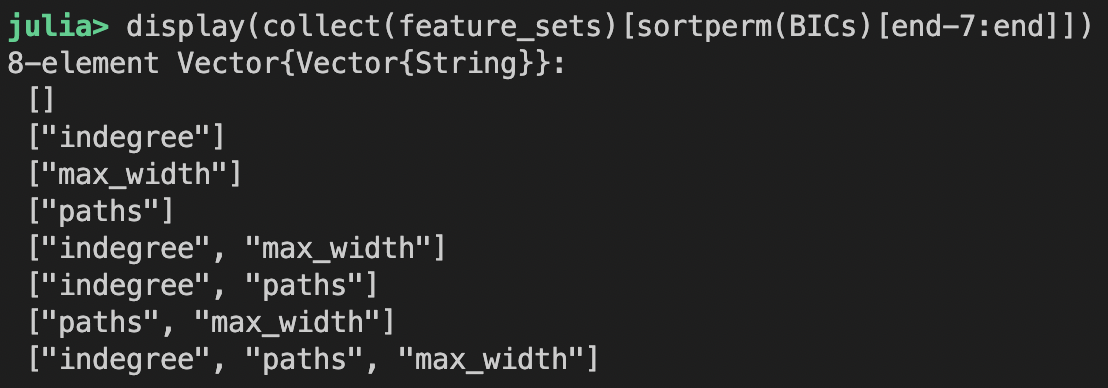 julia> display(collect(feature_sets)[sortperm(BICs)[end-7:end]])
8-element Vector{Vector{String}}:
 []
 ["indegree"]
 ["max_width"]
 ["paths"]
 ["indegree", "max_width"]
 ["indegree", "paths"]
 ["paths", "max_width"]
 ["indegree", "paths", "max_width"]